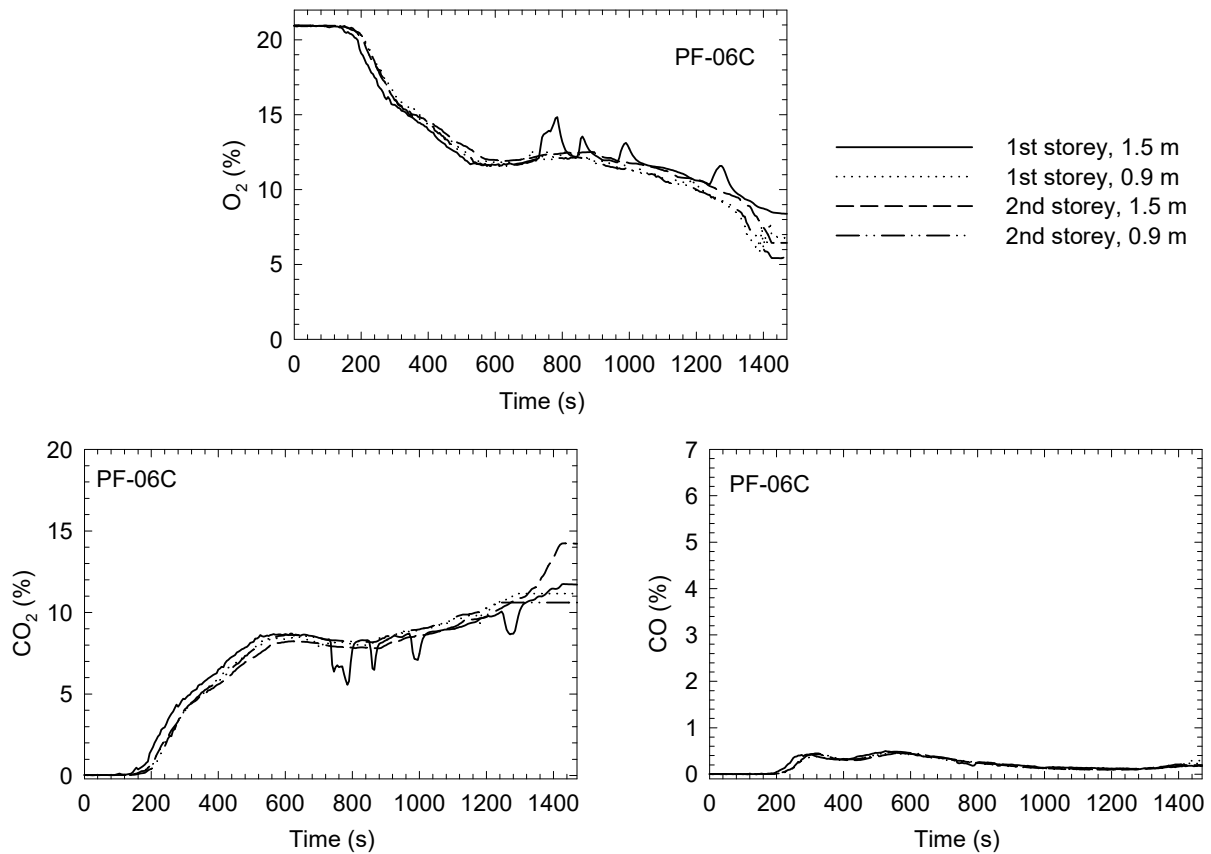 20
15
10
5
0
O2 (%)
PF-06C
0 200 400 600 800 1000 1200 1400
Time (s)
1st storey, 1.5 m
1st storey, 0.9 m
2nd storey, 1.5 m
2nd storey, 0.9 m
20
15
10
5
0
CO2 (%)
PF-06C
0 200 400 600 800 1000 1200 1400
Time (s)
7
6
5
4
3
2
1
0
CO (%)
PF-06C
0 200 400 600 800 1000 1200 1400
Time (s)